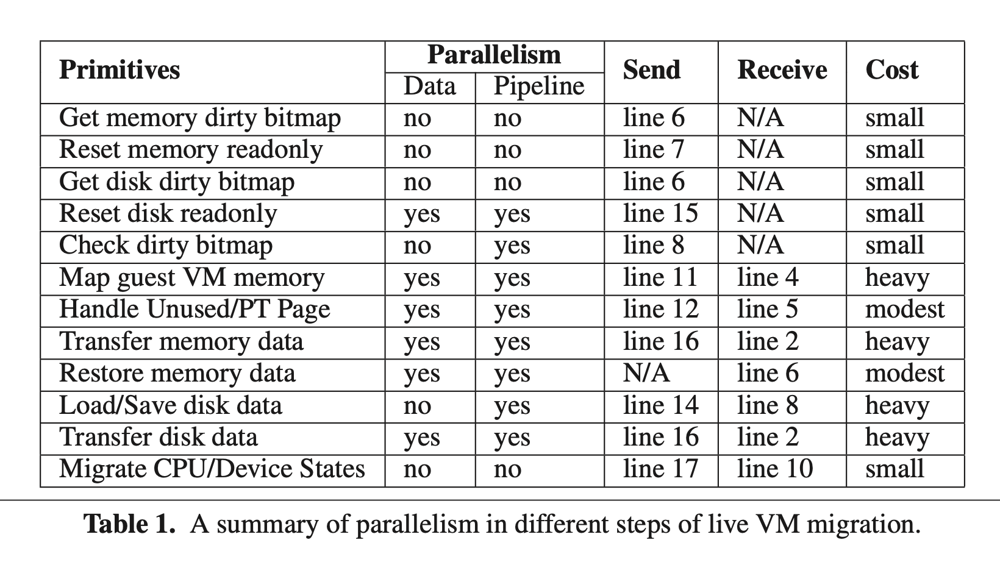 Primitives Parallelism Send Receive Cost
Data Pipeline
Get memory dirty bitmap no no line 6 N/A small
Reset memory readonly no no line 7 N/A small
Get disk dirty bitmap no no line 6 N/A small
Reset disk readonly yes yes line 15 N/A small
Check dirty bitmap no yes line 8 N/A small
Map guest VM memory yes yes line 11 line 4 heavy
Handle Unused/PT Page yes yes line 12 line 5 modest
Transfer memory data yes yes line 16 line 2 heavy
Restore memory data yes yes N/A line 6 modest
Load/Save disk data no yes line 14 line 8 heavy
Transfer disk data yes yes line 16 line 2 heavy
Migrate CPU/Device States no no line 17 line 10 small
Table 1. A summary of parallelism in different steps of live VM migration.